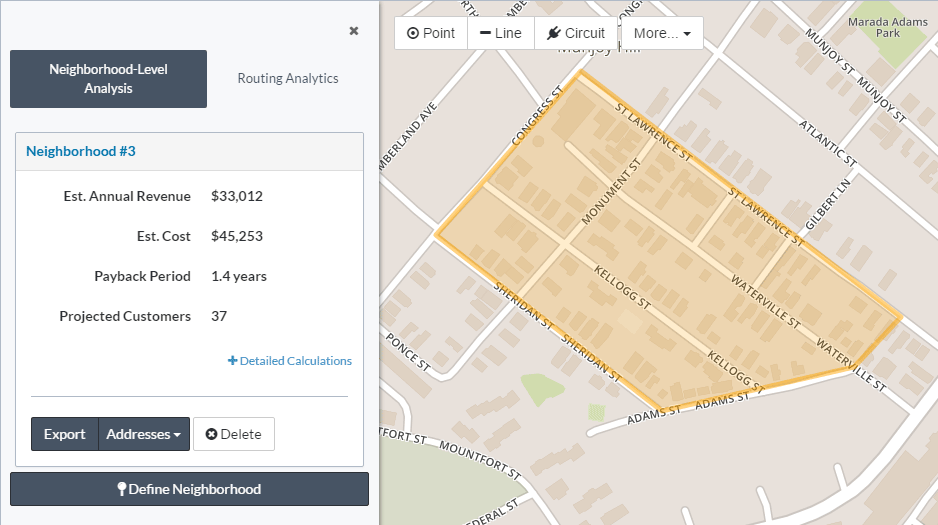 ×
Neighborhood-Level
Analysis
Routing Analytics
Neighborhood #3
Est. Annual Revenue $33,012
Est. Cost $45,253
Payback Period 1.4 years
Projected Customers 37
+ Detailed Calculations
Export
Addresses
Delete
Define Neighborhood
Point
Line
Circuit
More...
Munjoy Hill
Marada Adams
Park
MUNJOY ST
MUNJOY ST
ATLANTIC ST
GILBERT LN
CONGRESS ST
MBERLAND AVE
ST LAWRENCE ST
ST LAWRENCE ST
MONUMENT ST
WATERVILLE ST
WATERVILLE ST
KELLOGG ST
KELLOGG ST
SHERIDAN ST
SHERIDAN ST
PONCE ST
ADAMS ST
ADAMS ST
FORT ST
MOUNTFORT ST
EDERAL ST